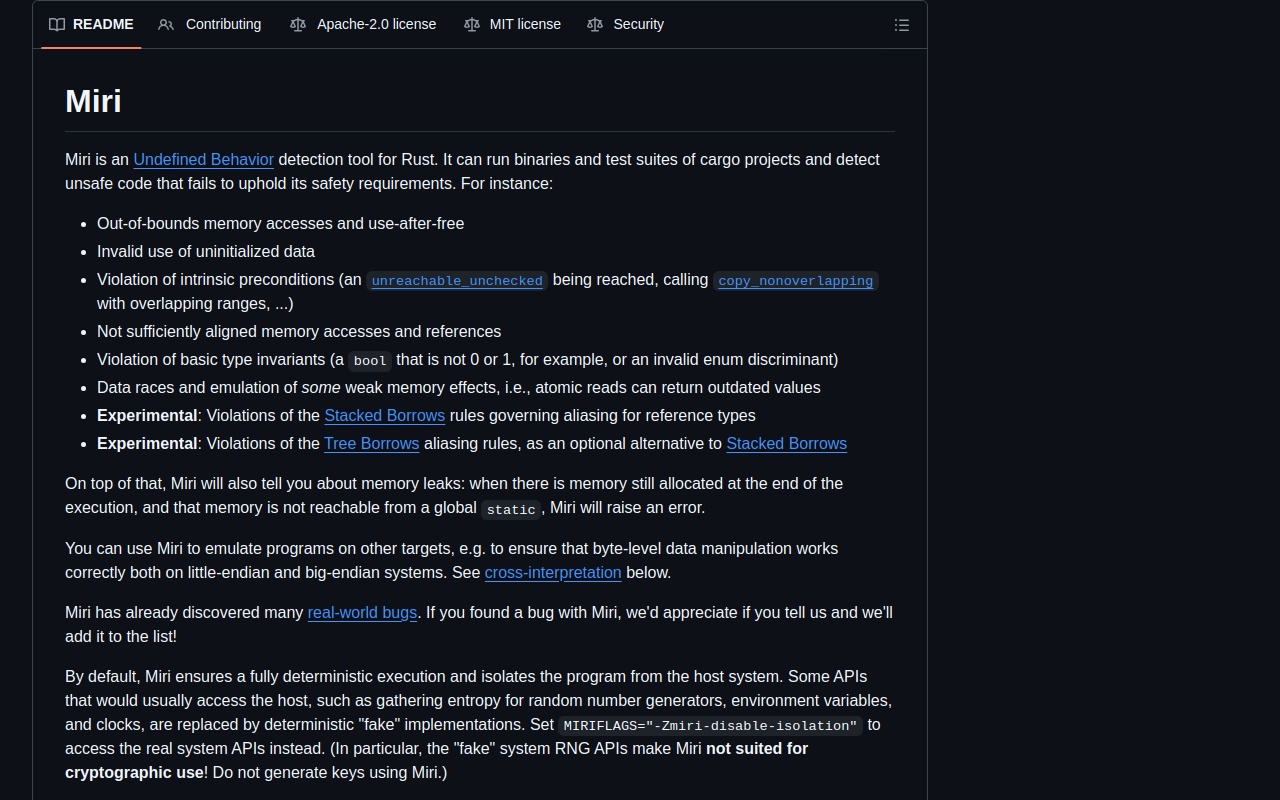 README Contributing Apache-2.0 license MIT license Security
Miri
Miri is an Undefined Behavior detection tool for Rust. It can run binaries and test suites of cargo projects and detect
unsafe code that fails to uphold its safety requirements. For instance:
• Out-of-bounds memory accesses and use-after-free
• Invalid use of uninitialized data
• Violation of intrinsic preconditions (an unreachable_unchecked being reached, calling copy_nonoverlapping
with overlapping ranges, ...)
• Not sufficiently aligned memory accesses and references
• Violation of basic type invariants (a bool that is not 0 or 1, for example, or an invalid enum discriminant)
• Data races and emulation of some weak memory effects, i.e., atomic reads can return outdated values
• Experimental: Violations of the Stacked Borrows rules governing aliasing for reference types
• Experimental: Violations of the Tree Borrows aliasing rules, as an optional alternative to Stacked Borrows
On top of that, Miri will also tell you about memory leaks: when there is memory still allocated at the end of the
execution, and that memory is not reachable from a global static, Miri will raise an error.
You can use Miri to emulate programs on other targets, e.g. to ensure that byte-level data manipulation works
correctly both on little-endian and big-endian systems. See cross-interpretation below.
Miri has already discovered many real-world bugs. If you found a bug with Miri, we'd appreciate if you tell us and we'll
add it to the list!
By default, Miri ensures a fully deterministic execution and isolates the program from the host system. Some APIs
that would usually access the host, such as gathering entropy for random number generators, environment variables,
and clocks, are replaced by deterministic "fake" implementations. Set MIRIFLAGS="-Zmiri-disable-isolation" to
access the real system APIs instead. (In particular, the "fake" system RNG APIs make Miri not suited for
cryptographic use! Do not generate keys using Miri.)